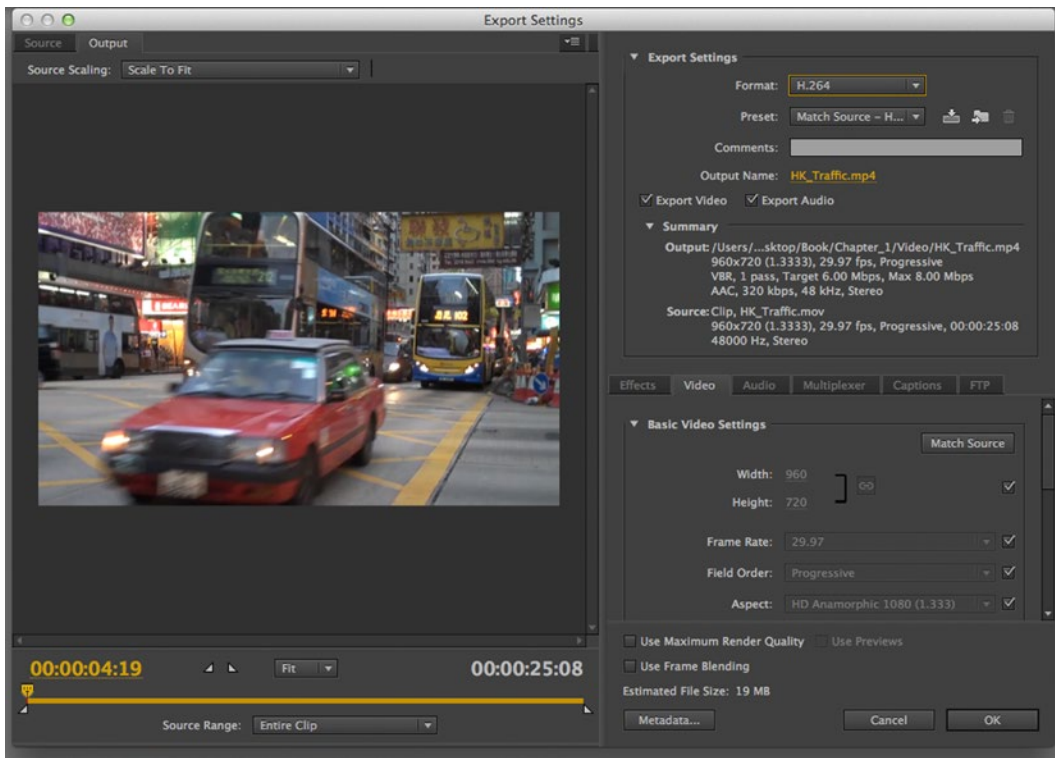 Export Settings
Source Output
Source Scaling: Scale To Fit
00:00:04:19 Fit 00:00:25:08
Source Range: Entire Clip
Export Settings
Format: H.264
Preset: Match Source – H...
Comments:
Output Name: HK_Traffic.mp4
Export Video Export Audio
Summary
Output: /Users/...sktop/Book/Chapter_1/Video/HK_Traffic.mp4
960x720 (1.3333), 29.97 fps, Progressive
VBR, 1 pass, Target 6.00 Mbps, Max 8.00 Mbps
AAC, 320 kbps, 48 kHz, Stereo
Source: Clip, HK_Traffic.mov
960x720 (1.3333), 29.97 fps, Progressive, 00:00:25:08
48000 Hz, Stereo
Effects Video Audio Multiplexer Captions FTP
Basic Video Settings
Match Source
Width: 960
Height: 720
Frame Rate: 29.97
Field Order: Progressive
Aspect: HD Anamorphic 1080 (1.333)
Use Maximum Render Quality Use Previews
Use Frame Blending
Estimated File Size: 19 MB
Metadata... Cancel OK